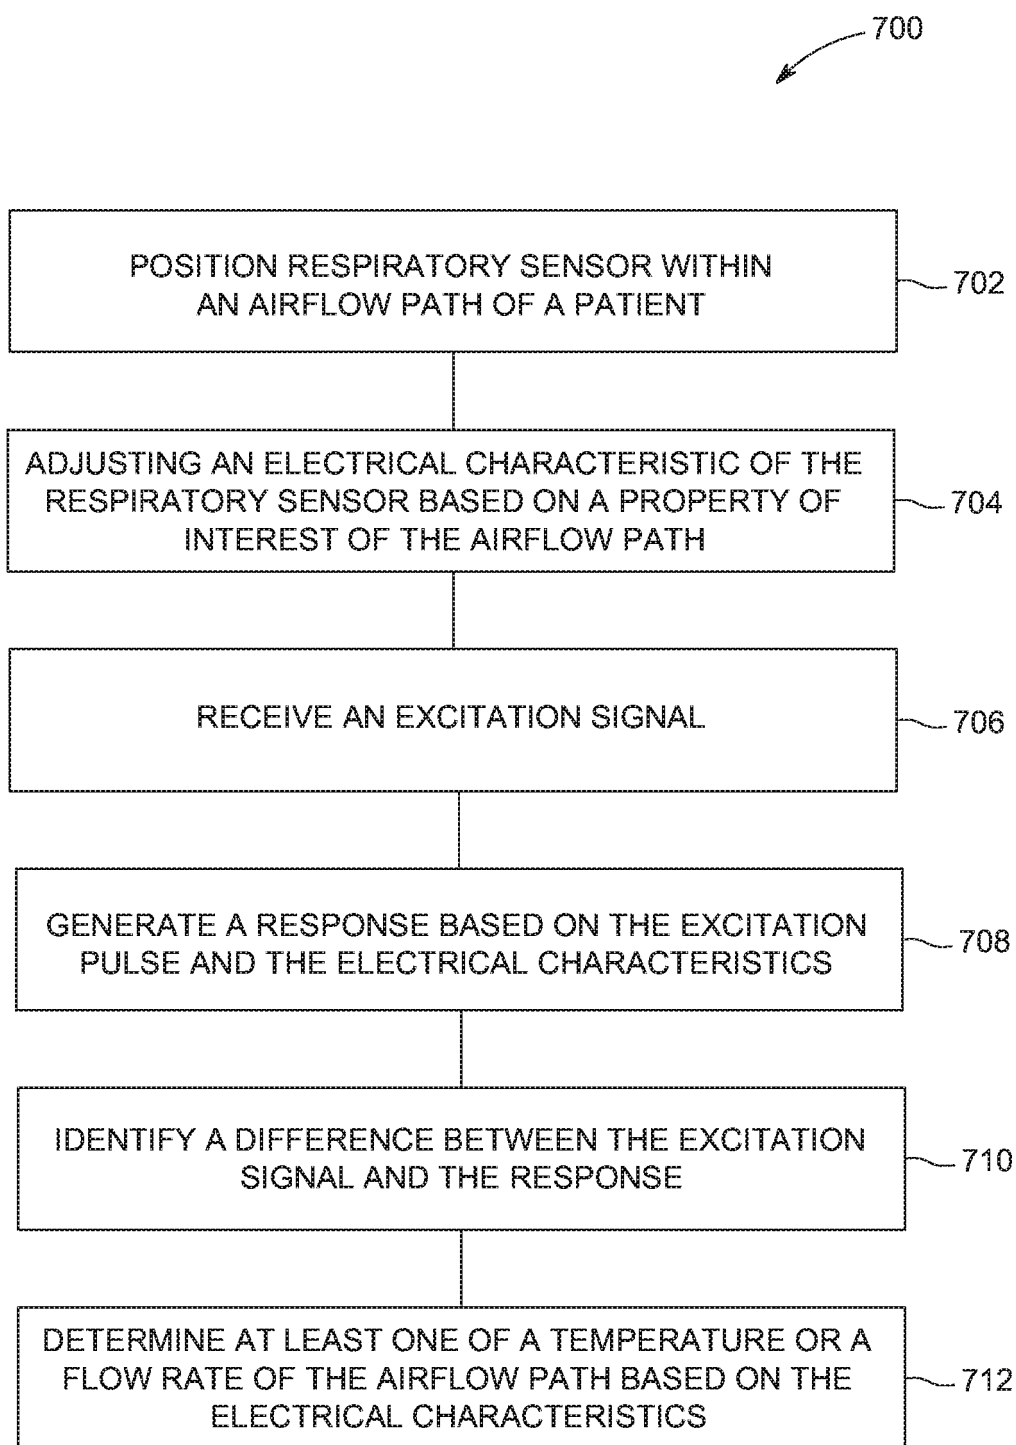 700
POSITION RESPIRATORY SENSOR WITHIN
AN AIRFLOW PATH OF A PATIENT
702
ADJUSTING AN ELECTRICAL CHARACTERISTIC OF THE
RESPIRATORY SENSOR BASED ON A PROPERTY OF
INTEREST OF THE AIRFLOW PATH
704
RECEIVE AN EXCITATION SIGNAL
706
GENERATE A RESPONSE BASED ON THE EXCITATION
PULSE AND THE ELECTRICAL CHARACTERISTICS
708
IDENTIFY A DIFFERENCE BETWEEN THE EXCITATION
SIGNAL AND THE RESPONSE
710
DETERMINE AT LEAST ONE OF A TEMPERATURE OR A
FLOW RATE OF THE AIRFLOW PATH BASED ON THE
ELECTRICAL CHARACTERISTICS
712